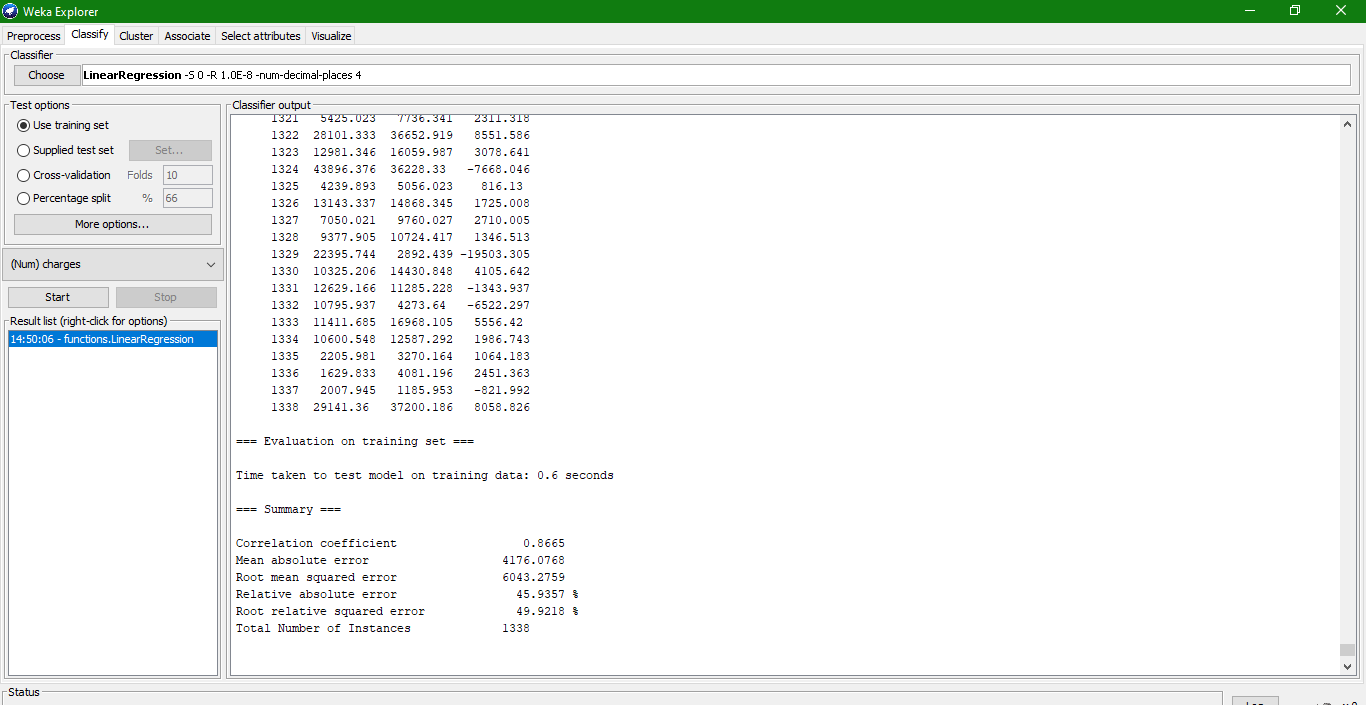 Weka Explorer
Preprocess Classify Cluster Associate Select attributes Visualize
Classifier
Choose LinearRegression -S 0 -R 1.0E-8 -num-decimal-places 4
Test options
Use training set
Supplied test set Set...
Cross-validation Folds 10
Percentage split % 66
More options...
(Num) charges
Start Stop
Result list (right-click for options)
14:50:06 - functions.LinearRegression
Classifier output
1321 5425.023 7736.341 2311.318
1322 28101.333 36652.919 8551.586
1323 12981.346 16059.987 3078.641
1324 43896.376 36228.33 -7668.046
1325 4239.893 5056.023 816.13
1326 13143.337 14868.345 1725.008
1327 7050.021 9760.027 2710.005
1328 9377.905 10724.417 1346.513
1329 22395.744 2892.439 -19503.305
1330 10325.206 14430.848 4105.642
1331 12629.166 11285.228 -1343.937
1332 10795.937 4273.64 -6522.297
1333 11411.685 16968.105 5556.42
1334 10600.548 12587.292 1986.743
1335 2205.981 3270.164 1064.183
1336 1629.833 4081.196 2451.363
1337 2007.945 1185.953 -821.992
1338 29141.36 37200.186 8058.826
=== Evaluation on training set ===
Time taken to test model on training data: 0.6 seconds
=== Summary ===
Correlation coefficient 0.8665
Mean absolute error 4176.0768
Root mean squared error 6043.2759
Relative absolute error 45.9357 %
Root relative squared error 49.9218 %
Total Number of Instances 1338
Status